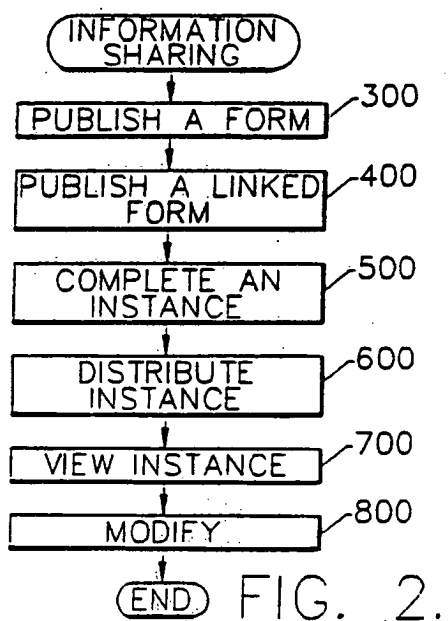 INFORMATION
SHARING
PUBLISH A FORM
300
PUBLISH A LINKED
FORM
400
COMPLETE AN
INSTANCE
500
DISTRIBUTE
INSTANCE
600
VIEW INSTANCE
700
MODIFY
800
END
FIG. 2.